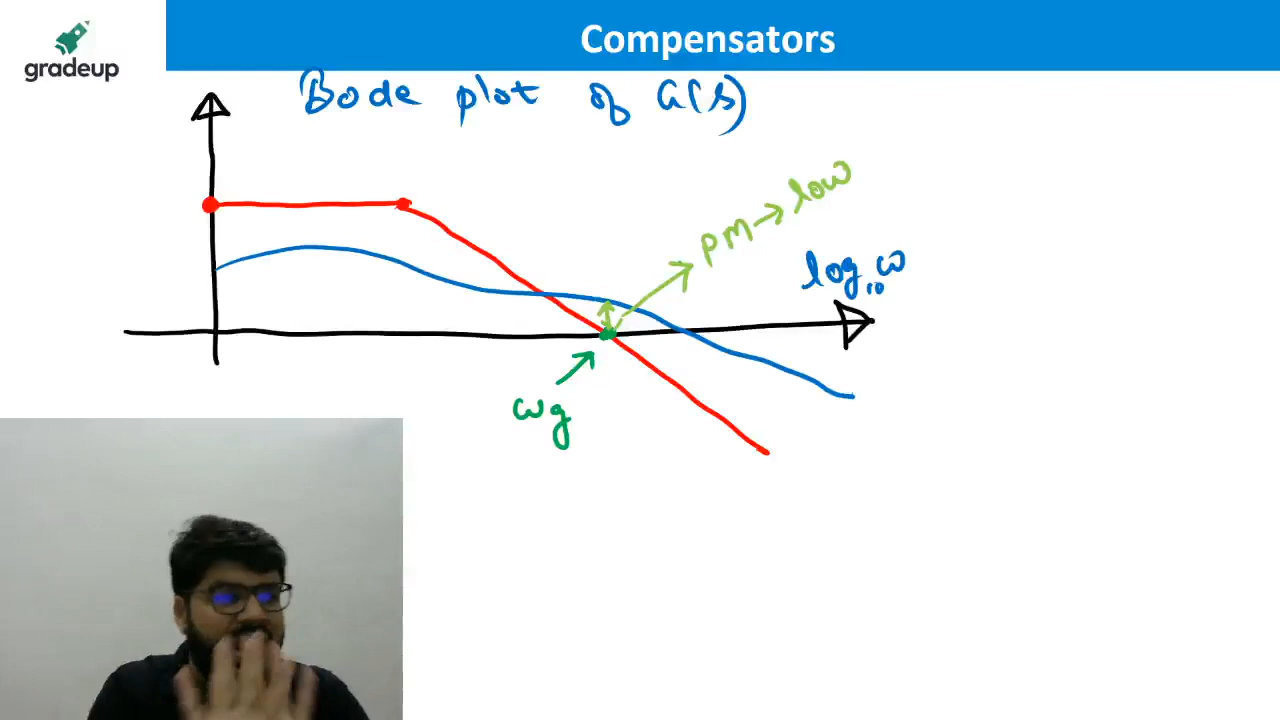 Compensators
gradeup
Bode plot of G(s)
PM → low
log₁₀ω
ωg